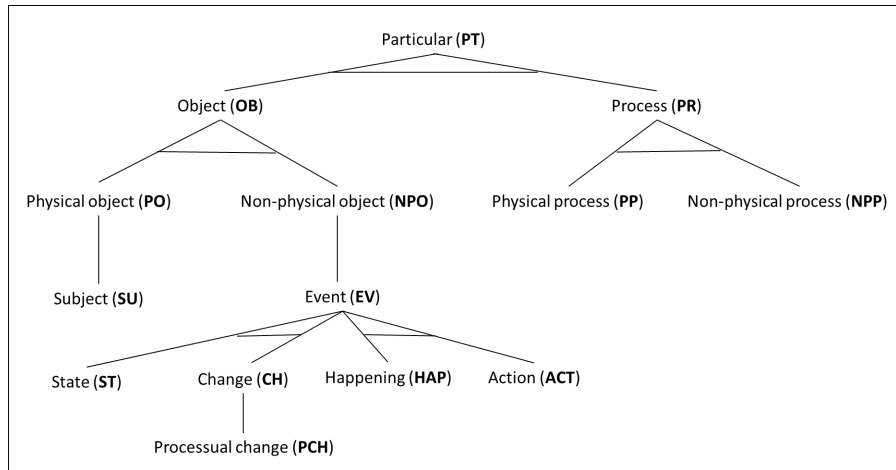 Particular (PT)
Object (OB)
Process (PR)
Physical object (PO)
Non-physical object (NPO)
Physical process (PP)
Non-physical process (NPP)
Subject (SU)
Event (EV)
State (ST)
Change (CH)
Happening (HAP)
Action (ACT)
Processual change (PCH)